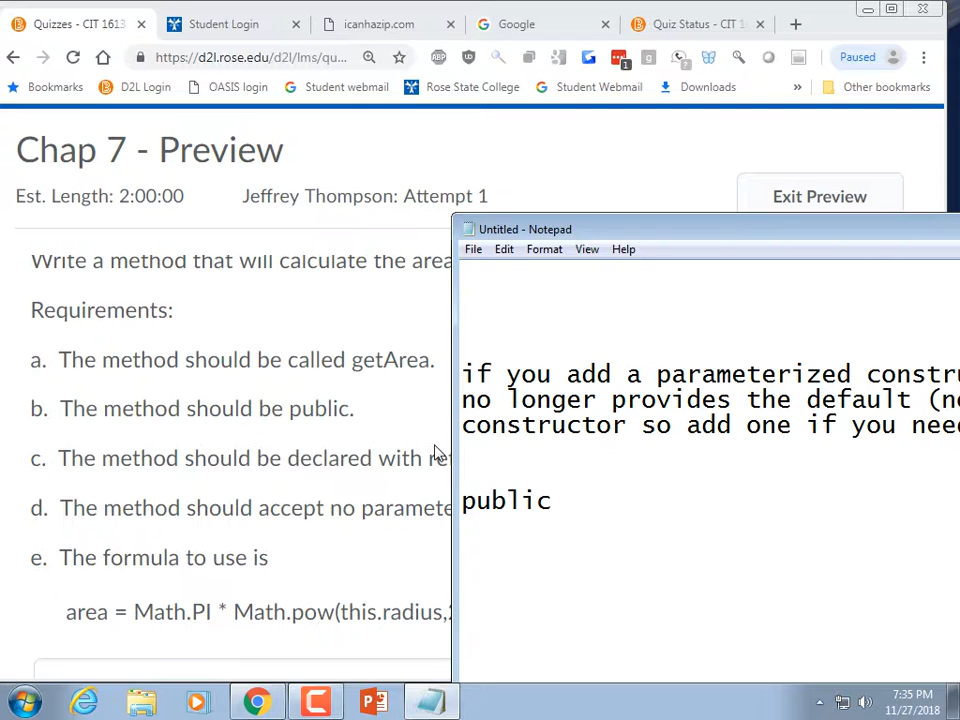 Quizzes - CIT 1613
Student Login
icanhazip.com
Google
Quiz Status - CIT 1
https://d2l.rose.edu/d2l/lms/qu...
Paused
Bookmarks
D2L Login
OASIS login
Student webmail
Rose State College
Student Webmail
Downloads
»
Other bookmarks
Chap 7 - Preview
Est. Length: 2:00:00
Jeffrey Thompson: Attempt 1
Exit Preview
Write a method that will calculate the area
Requirements:
a. The method should be called getArea.
b. The method should be public.
c. The method should be declared with
d. The method should accept no paramete
e. The formula to use is
area = Math.PI * Math.pow(this.radius,
Untitled - Notepad
File Edit Format View Help
if you add a parameterized constru
no longer provides the default (no
constructor so add one if you need
public
7:35 PM
11/27/2018